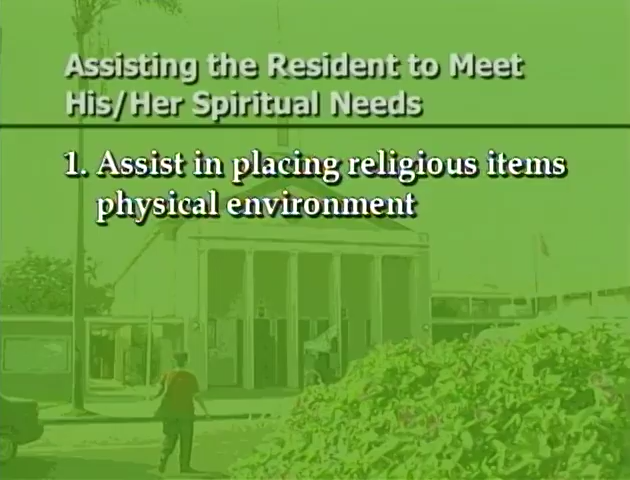 Assisting the Resident to Meet
His/Her Spiritual Needs
1. Assist in placing religious items
physical environment